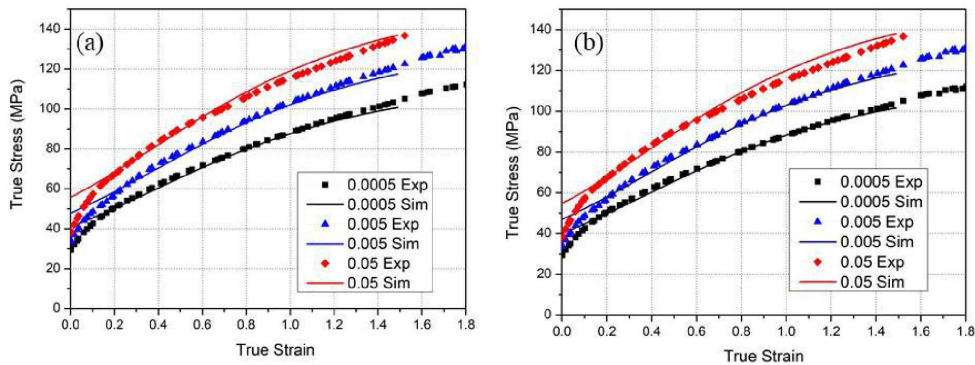 (a)
True Stress (MPa)
140
120
100
80
60
40
20
0
0.0 0.2 0.4 0.6 0.8 1.0 1.2 1.4 1.6 1.8
True Strain
0.0005 Exp
0.0005 Sim
0.005 Exp
0.005 Sim
0.05 Exp
0.05 Sim
(b)
True Stress (MPa)
140
120
100
80
60
40
20
0
0.0 0.2 0.4 0.6 0.8 1.0 1.2 1.4 1.6 1.8
True Strain
0.0005 Exp
0.0005 Sim
0.005 Exp
0.005 Sim
0.05 Exp
0.05 Sim